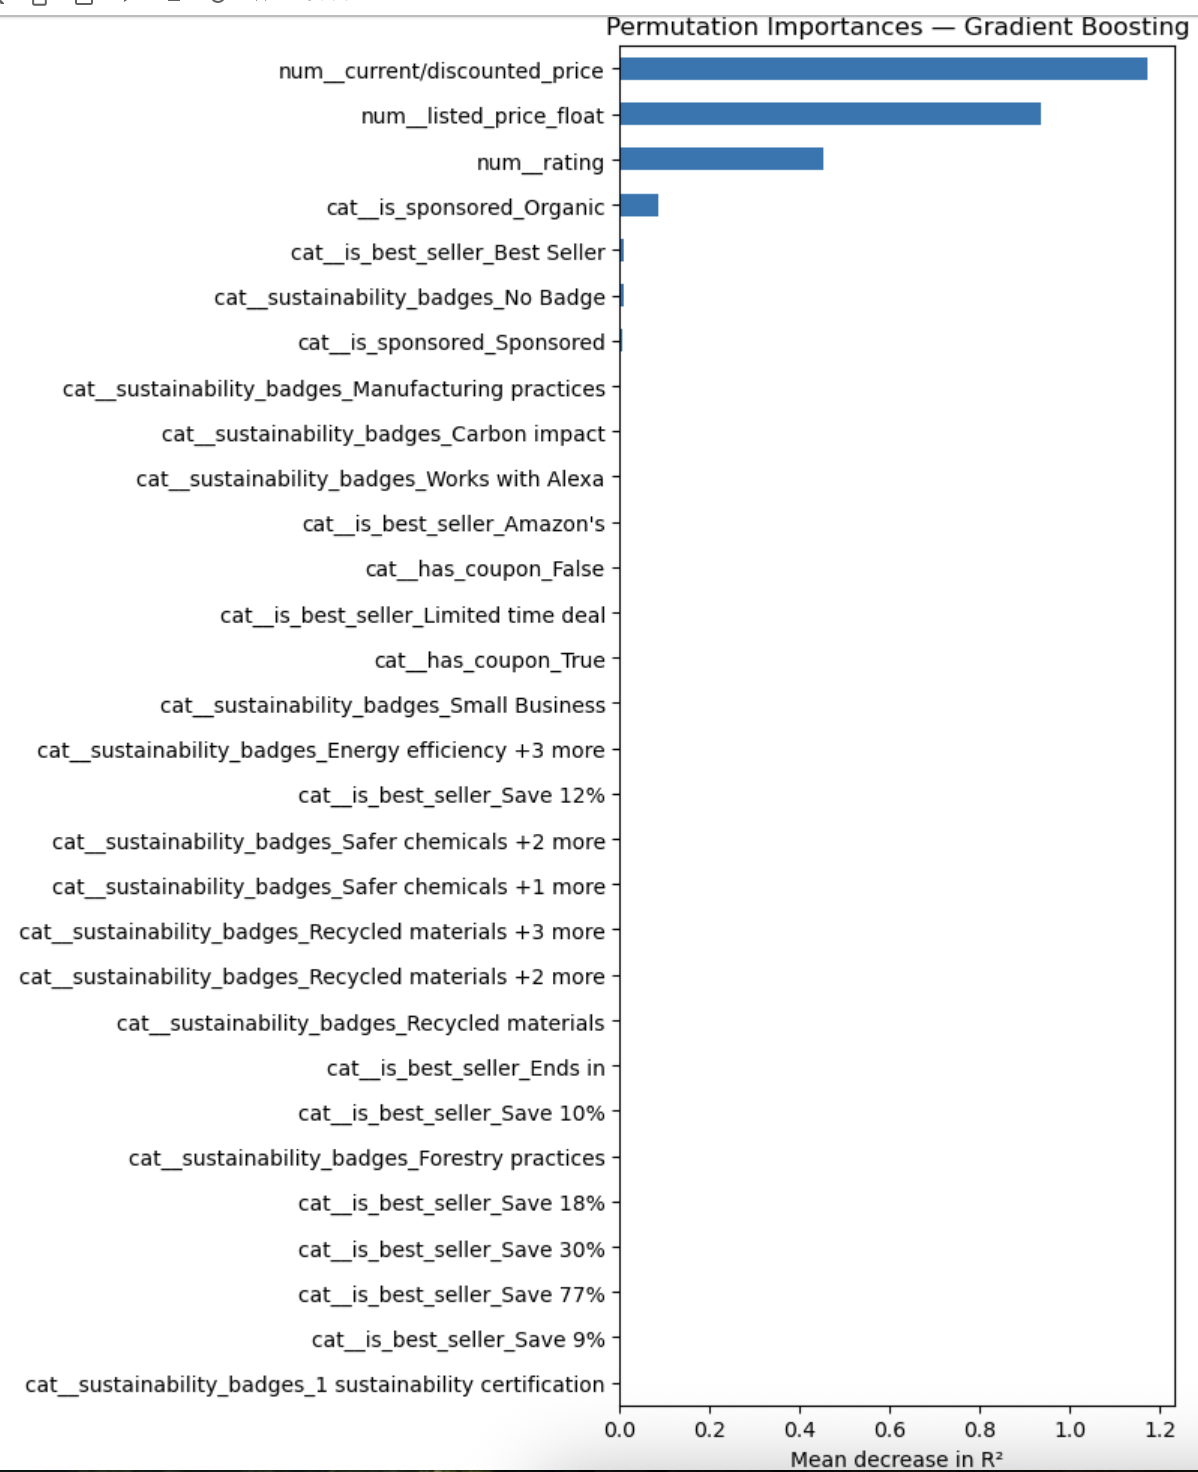 Permutation Importances — Gradient Boosting
num__current/discounted_price
num__listed_price_float
num__rating
cat__is_sponsored_Organic
cat__is_best_seller_Best Seller
cat__sustainability_badges_No Badge
cat__is_sponsored_Sponsored
cat__sustainability_badges_Manufacturing practices
cat__sustainability_badges_Carbon impact
cat__sustainability_badges_Works with Alexa
cat__is_best_seller_Amazon's
cat__has_coupon_False
cat__is_best_seller_Limited time deal
cat__has_coupon_True
cat__sustainability_badges_Small Business
cat__sustainability_badges_Energy efficiency +3 more
cat__is_best_seller_Save 12%
cat__sustainability_badges_Safer chemicals +2 more
cat__sustainability_badges_Safer chemicals +1 more
cat__sustainability_badges_Recycled materials +3 more
cat__sustainability_badges_Recycled materials +2 more
cat__sustainability_badges_Recycled materials
cat__is_best_seller_Ends in
cat__is_best_seller_Save 10%
cat__sustainability_badges_Forestry practices
cat__is_best_seller_Save 18%
cat__is_best_seller_Save 30%
cat__is_best_seller_Save 77%
cat__is_best_seller_Save 9%
cat__sustainability_badges_1 sustainability certification
0.0 0.2 0.4 0.6 0.8 1.0 1.2
Mean decrease in R²